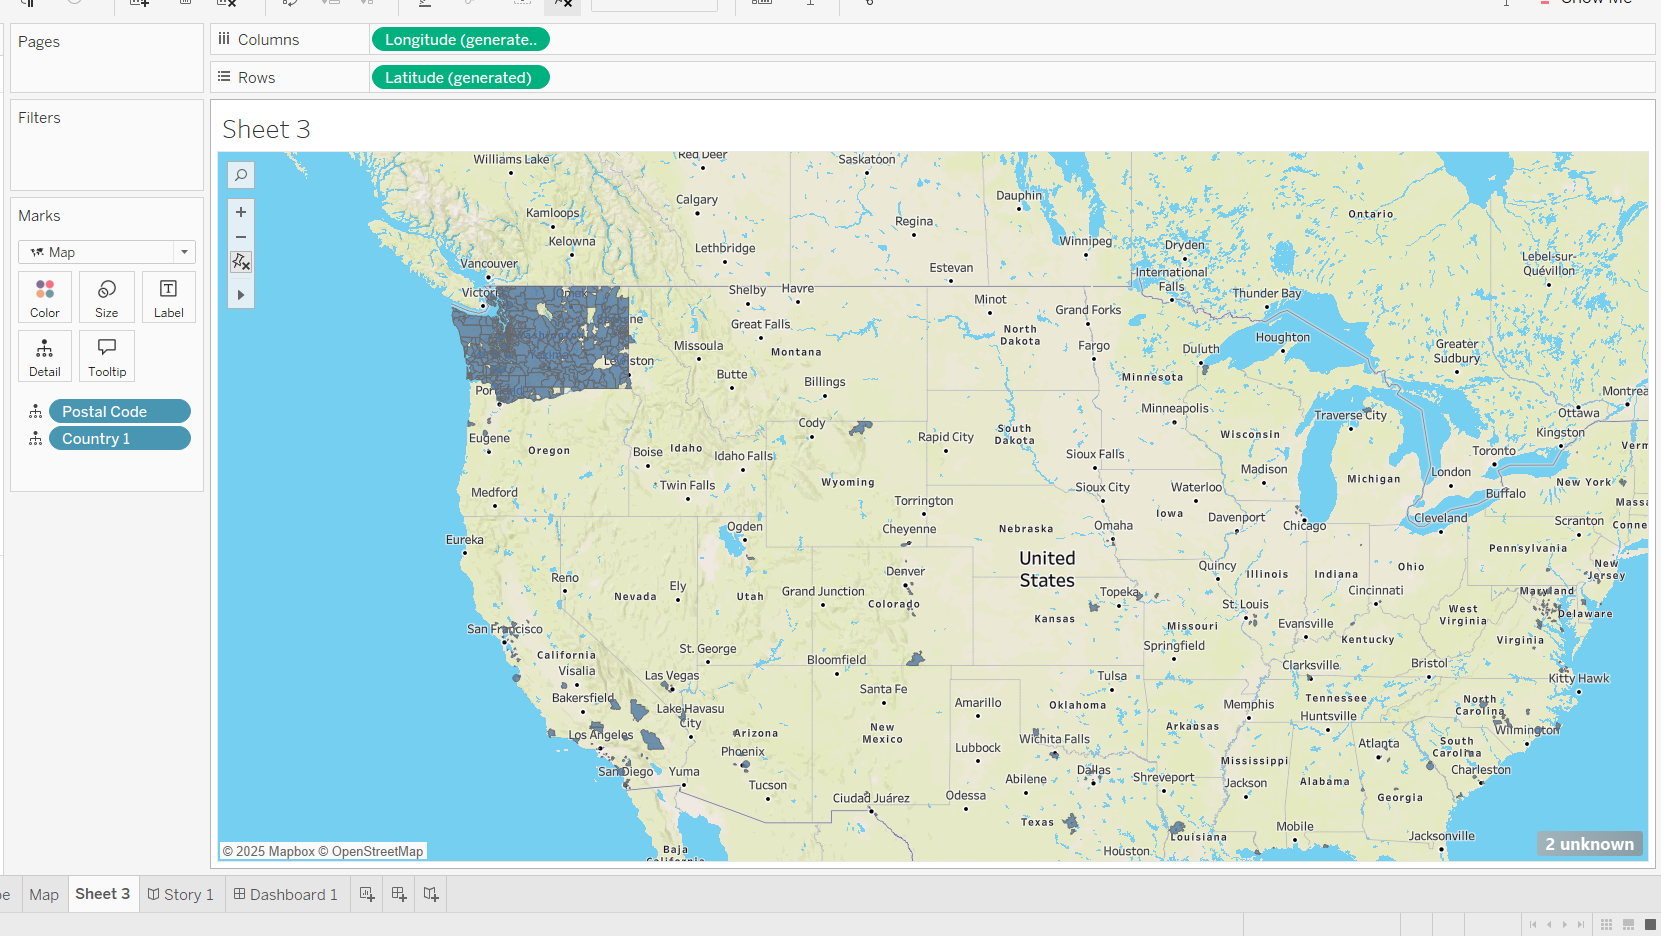 Show Me
Pages
Columns
Longitude (generate..
Rows
Latitude (generated)
Filters
Sheet 3
Marks
Map
Color
Size
Label
Detail
Tooltip
Postal Code
Country 1
Williams Lake
Red Deer
Saskatoon
Kamloops
Calgary
Dauphin
Ontario
Regina
Kelowna
Lethbridge
Winnipeg
Dryden
Vancouver
Estevan
International
Falls
Lebel-sur-
Quévillon
Shelby
Havre
Minot
Thunder Bay
Grand Forks
Great Falls
North
Dakota
Missoula
Montana
Fargo
Duluth
Houghton
Greater
Sudbury
Butte
Billings
Minnesota
Minneapolis
Traverse City
Ottawa
Montrea
Cody
Rapid City
South
Dakota
Wisconsin
Kingston
Eugene
Oregon
Boise
Idaho
Idaho Falls
Sioux Falls
Toronto
Verm
Madison
London
Medford
Twin Falls
Wyoming
Sioux City
Waterloo
Michigan
Buffalo
New York
Massa
Torrington
Iowa
Davenport
Chicago
Cleveland
Scranton
Conne
Ogden
Cheyenne
Nebraska
Omaha
Eureka
Pennsylvania
United
States
Reno
Ely
Denver
Quincy
Illinois
Indiana
Ohio
New
Jersey
Nevada
Utah
Grand Junction
Colorado
Topeka
St. Louis
Cincinnati
Maryland
Delaware
Kansas
Missouri
Evansville
West
Virginia
San Francisco
California
St. George
Bloomfield
Springfield
Kentucky
Virginia
Visalia
Las Vegas
Tulsa
Clarksville
Bristol
Kitty Hawk
Bakersfield
Lake Havasu
City
Santa Fe
Amarillo
Oklahoma
Memphis
Tennessee
North
Carolina
Los Angeles
Arizona
New
Mexico
Wichita Falls
Arkansas
Huntsville
Wilmington
Phoenix
Lubbock
Atlanta
South
Carolina
San Diego
Yuma
Tucson
Abilene
Dallas
Shreveport
Mississippi
Jackson
Alabama
Charleston
Ciudad Juárez
Odessa
Georgia
Texas
Louisiana
Mobile
Jacksonville
Houston
Baja
California
© 2025 Mapbox © OpenStreetMap
2 unknown
Map
Sheet 3
Story 1
Dashboard 1